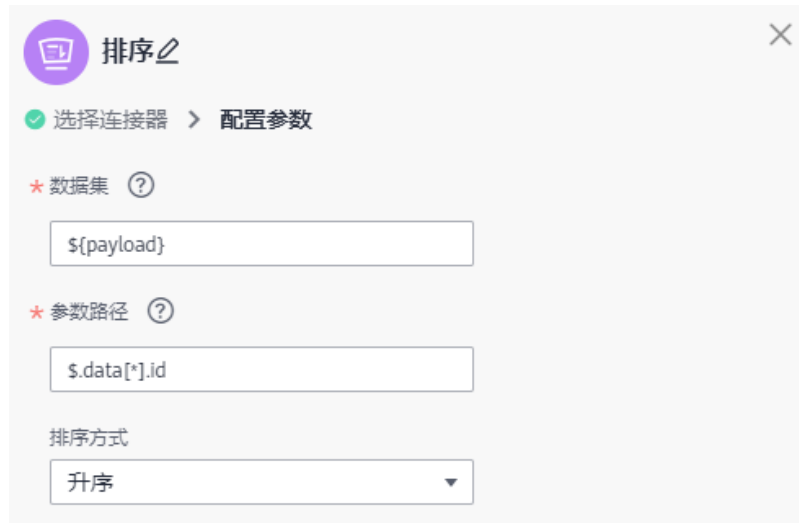 排序
选择连接器 > 配置参数
* 数据集 ?
${payload}
* 参数路径 ?
$.data[*].id
排序方式
升序